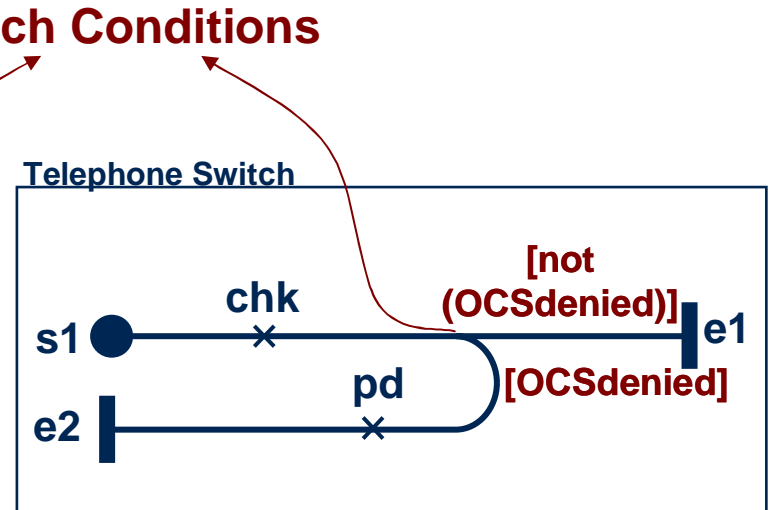 ch Conditions
Telephone Switch
[not
(OCSdenied)]
chk
s1
e1
pd
[OCSdenied]
e2